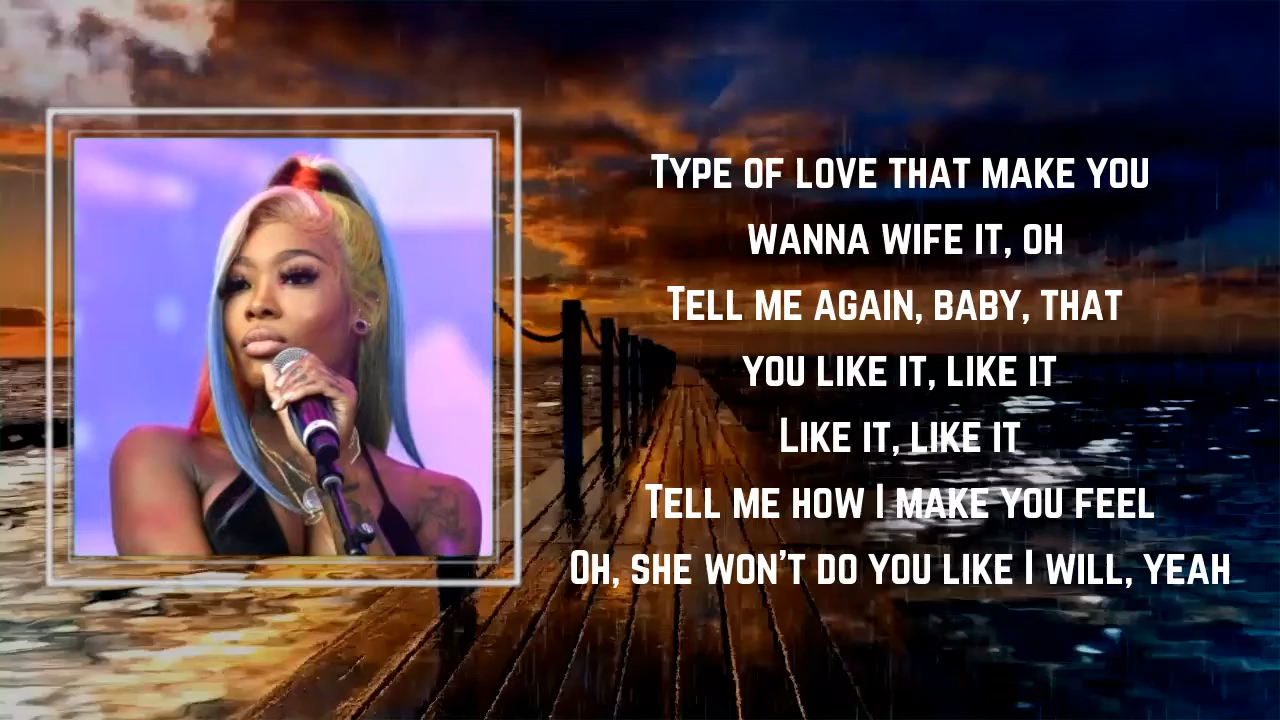 Type of love that make you
wanna wife it, oh
Tell me again, baby, that
you like it, like it
Like it, like it
Tell me how I make you feel
Oh, she won't do you like I will, yeah